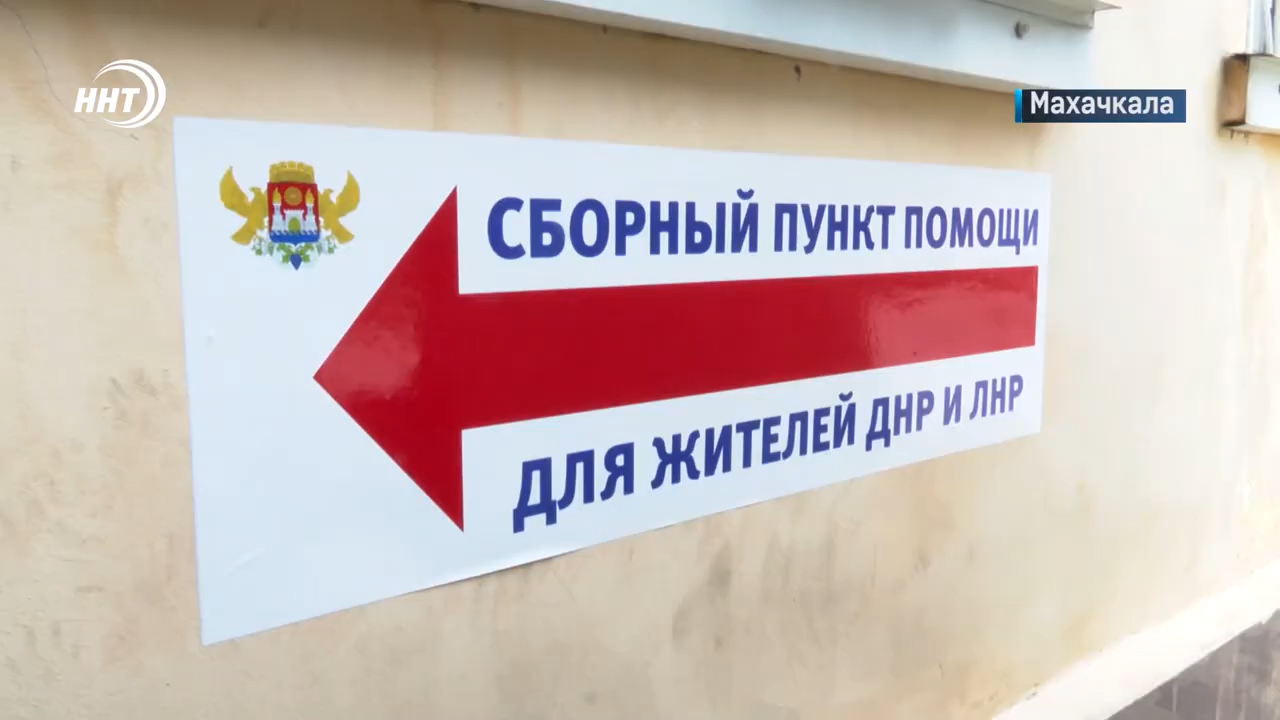 ННТ
Махачкала
СБОРНЫЙ ПУНКТ ПОМОЩИ
ДЛЯ ЖИТЕЛЕЙ ДНР И ЛНР